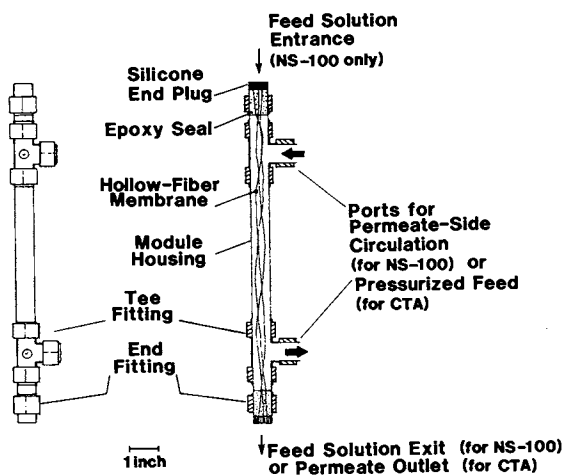 Feed Solution
Entrance
(NS-100 only)
Silicone
End Plug
Epoxy Seal
Hollow-Fiber
Membrane
Module
Housing
Ports for
Permeate-Side
Circulation
(for NS-100) or
Pressurized Feed
(for CTA)
Tee
Fitting
End
Fitting
1 inch
Feed Solution Exit (for NS-100)
or Permeate Outlet (for CTA)